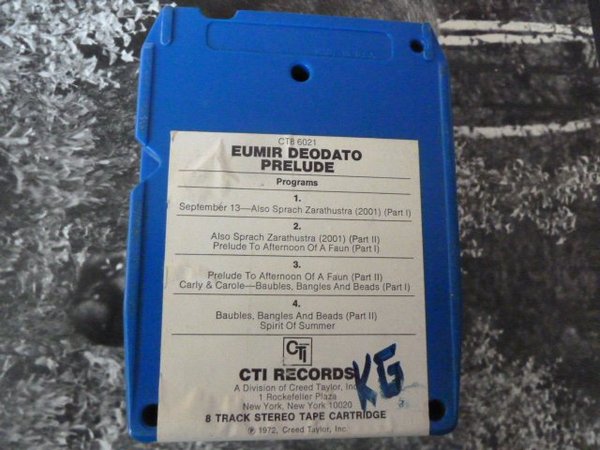 CT8 6021
EUMIR DEODATO
PRELUDE
Programs
1.
September 13—Also Sprach Zarathustra (2001) (Part I)
2.
Also Sprach Zarathustra (2001) (Part II)
Prelude To Afternoon Of A Faun (Part I)
3.
Prelude To Afternoon Of A Faun (Part II)
Carly & Carole—Baubles, Bangles And Beads (Part I)
4.
Baubles, Bangles And Beads (Part II)
Spirit Of Summer
CTI
CTI RECORDS
KG
A Division of Creed Taylor, Inc.
1 Rockefeller Plaza
New York, New York 10020
8 TRACK STEREO TAPE CARTRIDGE
℗ 1972, Creed Taylor, Inc.